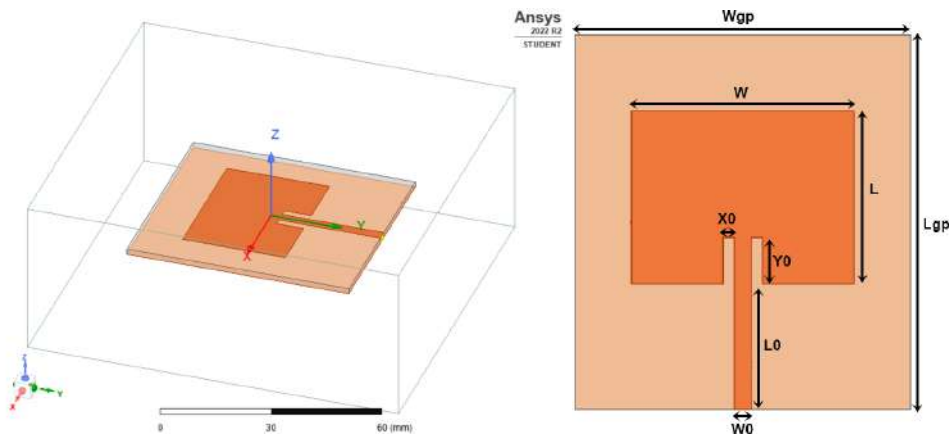 Z
Y
X
Z
Y
X
0
30
60 (mm)
Ansys
2022 R2
STUDENT
Wgp
W
L
Lgp
X0
Y0
L0
W0